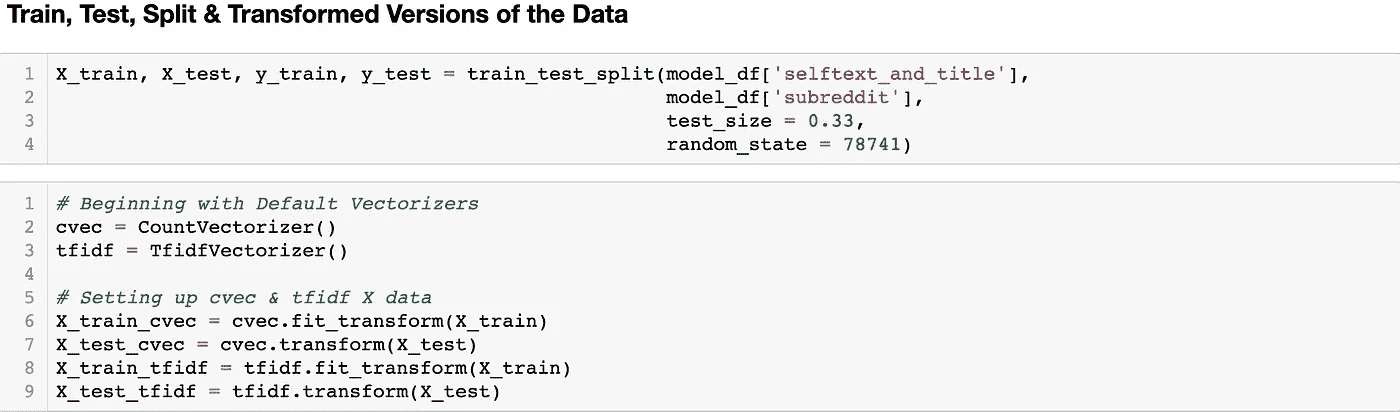 Train, Test, Split & Transformed Versions of the Data
1 X_train, X_test, y_train, y_test = train_test_split(model_df['selftext_and_title'],
2 model_df['subreddit'],
3 test_size = 0.33,
4 random_state = 78741)
1 # Beginning with Default Vectorizers
2 cvec = CountVectorizer()
3 tfidf = TfidfVectorizer()
4
5 # Setting up cvec & tfidf X data
6 X_train_cvec = cvec.fit_transform(X_train)
7 X_test_cvec = cvec.transform(X_test)
8 X_train_tfidf = tfidf.fit_transform(X_train)
9 X_test_tfidf = tfidf.transform(X_test)